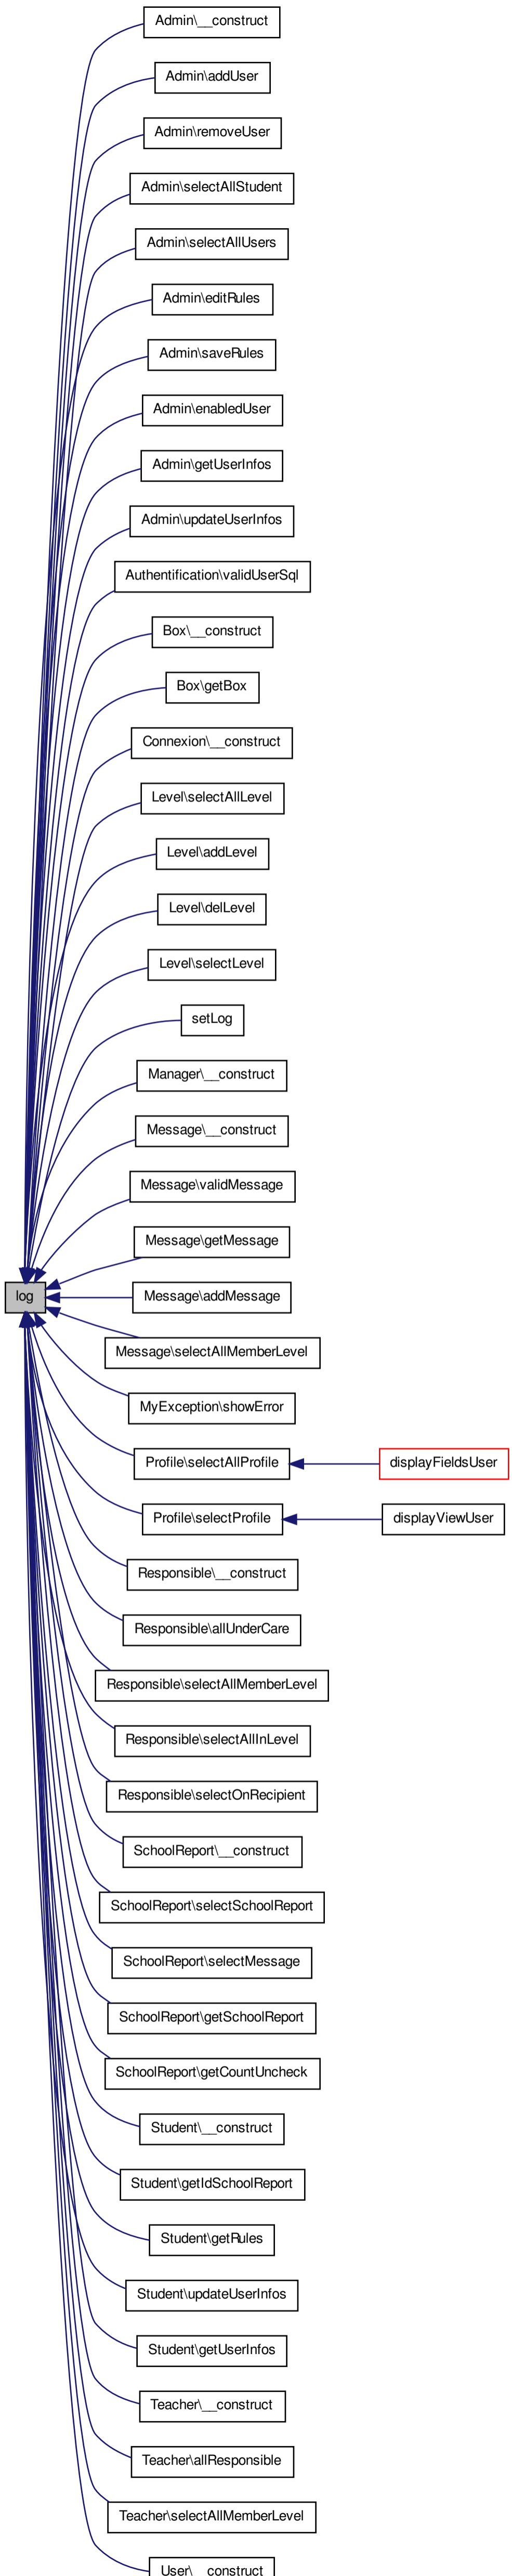 Admin\__construct
Admin\addUser
Admin\removeUser
Admin\selectAllStudent
Admin\selectAllUsers
Admin\editRules
Admin\saveRules
Admin\enabledUser
Admin\getUserInfos
Admin\updateUserInfos
Authentification\validUserSql
Box\__construct
Box\getBox
Connexion\__construct
Level\selectAllLevel
Level\addLevel
Level\delLevel
Level\selectLevel
setLog
Manager\__construct
Message\__construct
Message\validMessage
Message\getMessage
log
Message\addMessage
Message\selectAllMemberLevel
MyException\showError
Profile\selectAllProfile
displayFieldsUser
Profile\selectProfile
displayViewUser
Responsible\__construct
Responsible\allUnderCare
Responsible\selectAllMemberLevel
Responsible\selectAllInLevel
Responsible\selectOnRecipient
SchoolReport\__construct
SchoolReport\selectSchoolReport
SchoolReport\selectMessage
SchoolReport\getSchoolReport
SchoolReport\getCountUncheck
Student\__construct
Student\getIdSchoolReport
Student\getRules
Student\updateUserInfos
Student\getUserInfos
Teacher\__construct
Teacher\allResponsible
Teacher\selectAllMemberLevel
User\__construct